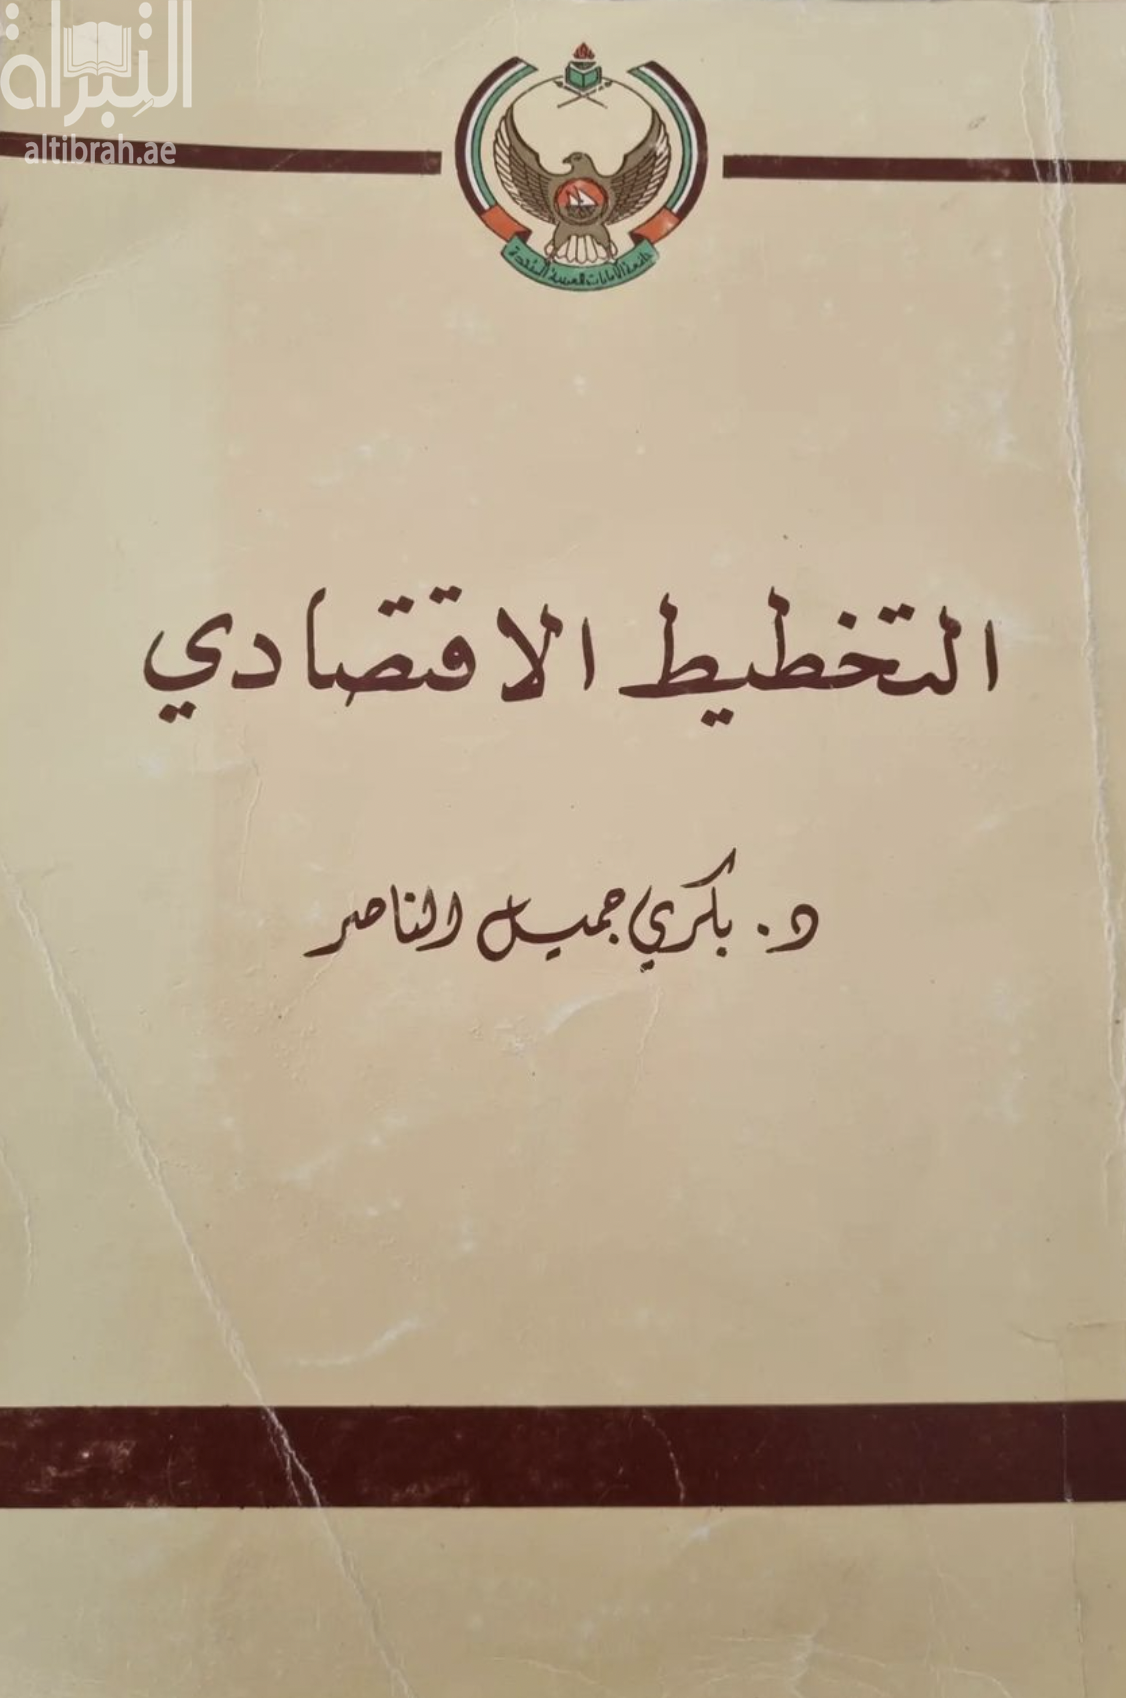 التبراة
altibrah.ae
جامعة الإمارات العربية المتحدة
التخطيط الاقتصادي
د. بكري جميل الناصر